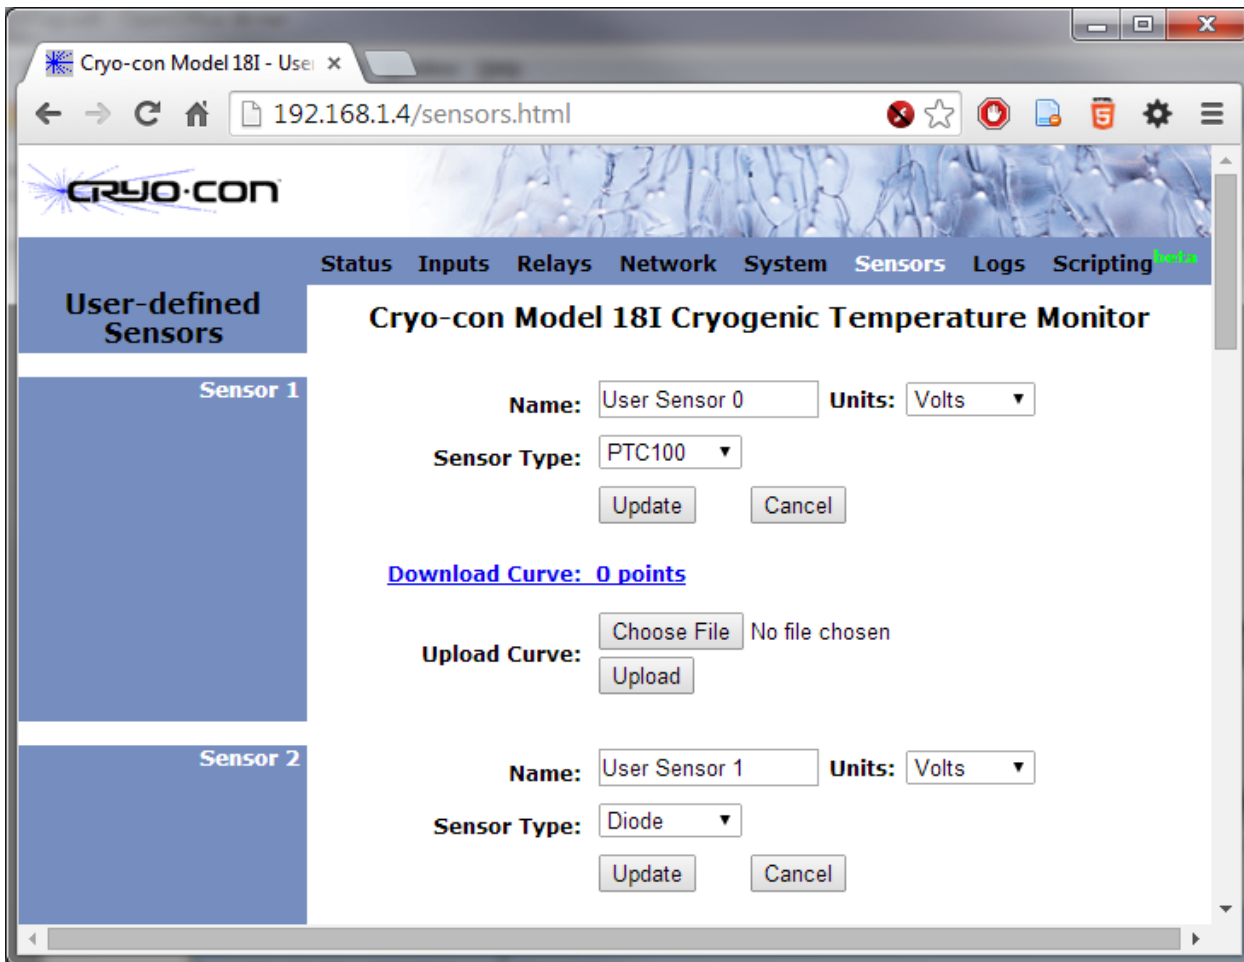 Cryo-con Model 18I - User
192.168.1.4/sensors.html
CRYO·CON
Status Inputs Relays Network System Sensors Logs Scripting beta
User-defined
Sensors
Cryo-con Model 18I Cryogenic Temperature Monitor
Sensor 1
Name: User Sensor 0 Units: Volts
Sensor Type: PTC100
Update Cancel
Download Curve: 0 points
Upload Curve: Choose File No file chosen
Upload
Sensor 2
Name: User Sensor 1 Units: Volts
Sensor Type: Diode
Update Cancel